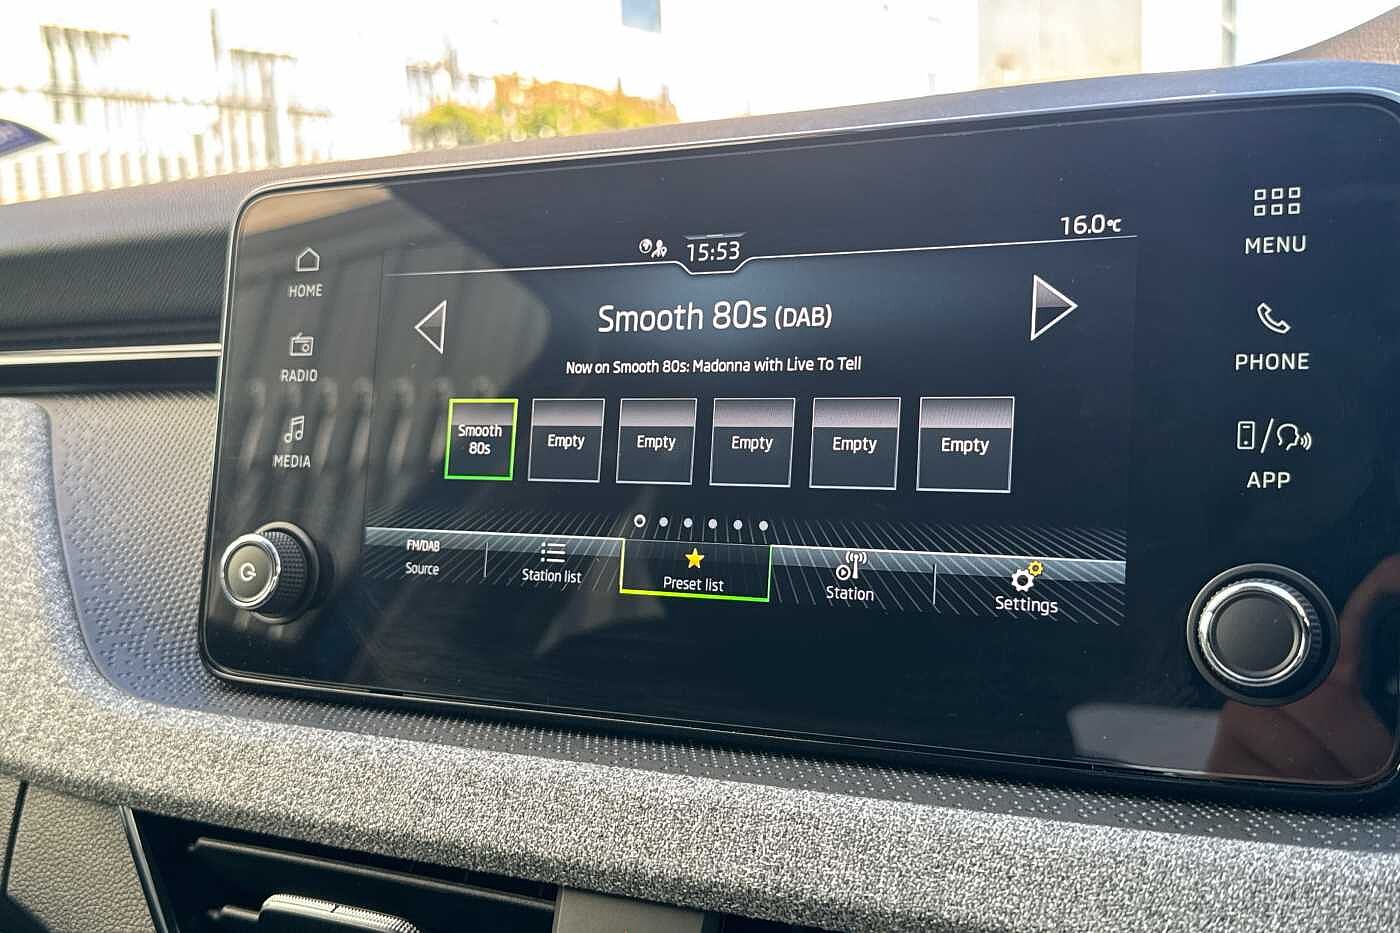 15:53
16.0°C
HOME
RADIO
MEDIA
Smooth 80s (DAB)
Now on Smooth 80s: Madonna with Live To Tell
Smooth
80s
Empty
Empty
Empty
Empty
Empty
FM/DAB
Source
Station list
Preset list
Station
Settings
MENU
PHONE
APP